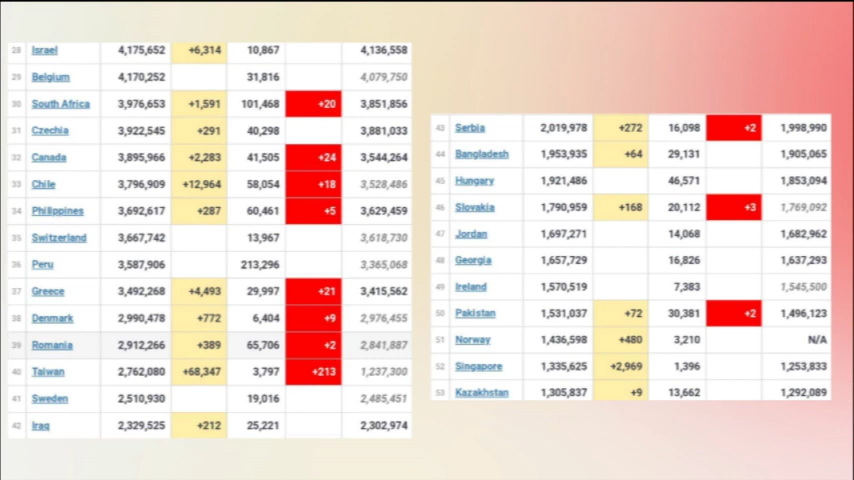 28 Israel 4,175,652 +6,314 10,867 4,136,558
29 Belgium 4,170,252 31,816 4,079,750
30 South Africa 3,976,653 +1,591 101,468 +20 3,851,856
31 Czechia 3,922,545 +291 40,298 3,881,033
32 Canada 3,895,966 +2,283 41,505 +24 3,544,264
33 Chile 3,796,909 +12,964 58,054 +18 3,528,486
34 Philippines 3,692,617 +287 60,461 +5 3,629,459
35 Switzerland 3,667,742 13,967 3,618,730
36 Peru 3,587,906 213,296 3,365,068
37 Greece 3,492,268 +4,493 29,997 +21 3,415,562
38 Denmark 2,990,478 +772 6,404 +9 2,976,455
39 Romania 2,912,266 +389 65,706 +2 2,841,887
40 Taiwan 2,762,080 +68,347 3,797 +213 1,237,300
41 Sweden 2,510,930 19,016 2,485,451
42 Iraq 2,329,525 +212 25,221 2,302,974
43 Serbia 2,019,978 +272 16,098 +2 1,998,990
44 Bangladesh 1,953,935 +64 29,131 1,905,065
45 Hungary 1,921,486 46,571 1,853,094
46 Slovakia 1,790,959 +168 20,112 +3 1,769,092
47 Jordan 1,697,271 14,068 1,682,962
48 Georgia 1,657,729 16,826 1,637,293
49 Ireland 1,570,519 7,383 1,545,500
50 Pakistan 1,531,037 +72 30,381 +2 1,496,123
51 Norway 1,436,598 +480 3,210 N/A
52 Singapore 1,335,625 +2,969 1,396 1,253,833
53 Kazakhstan 1,305,837 +9 13,662 1,292,089